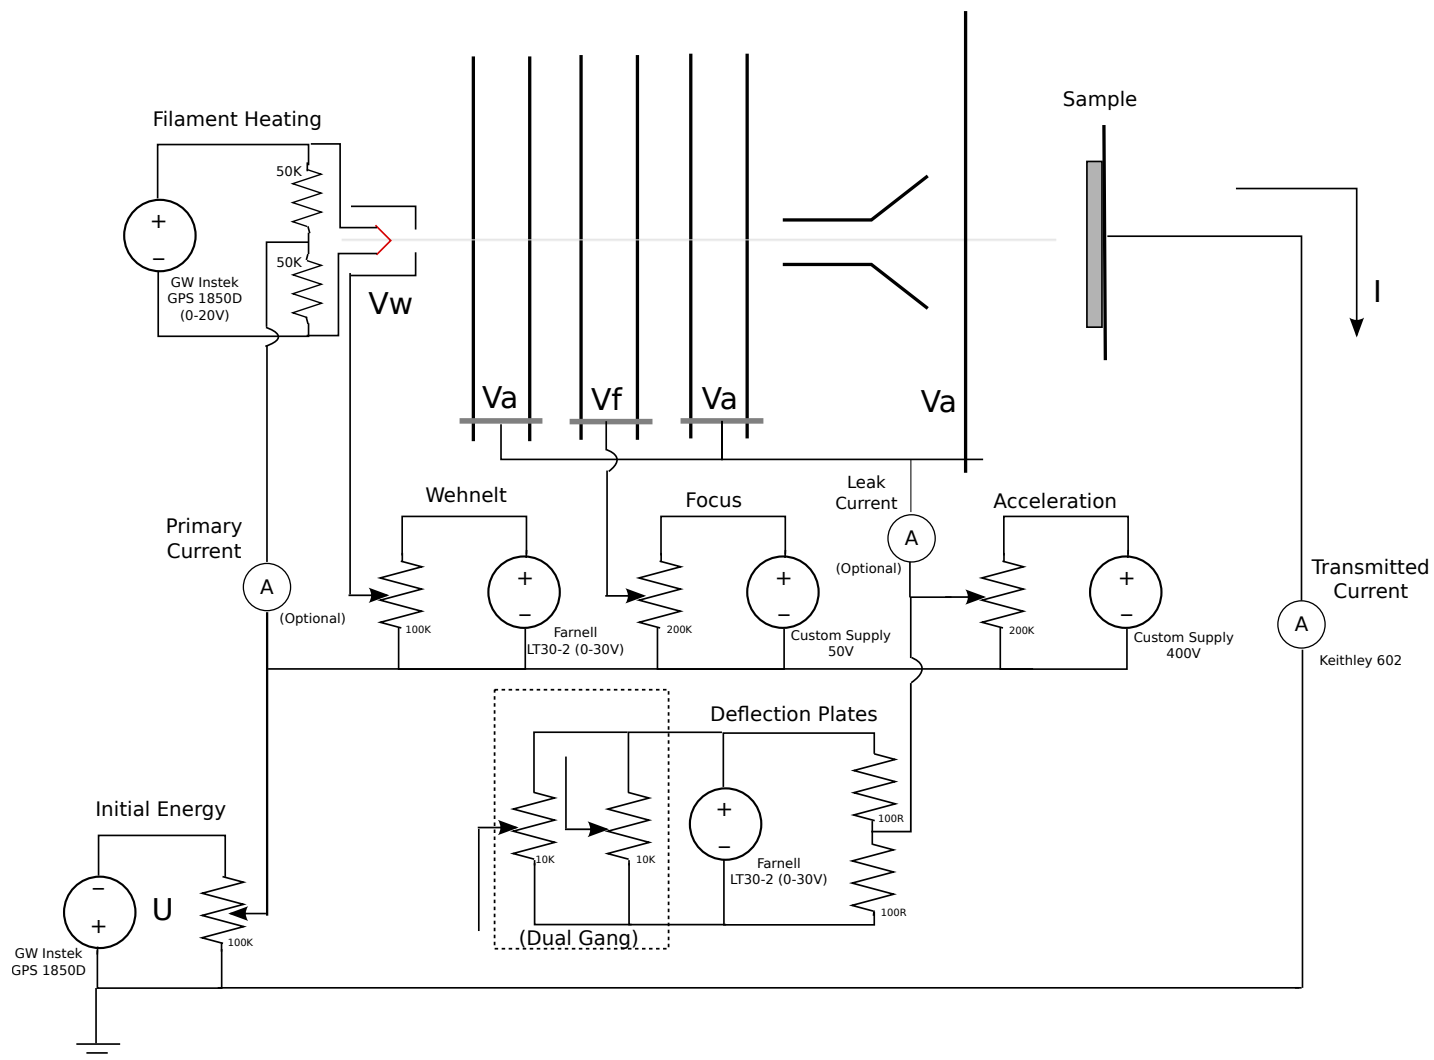 Sample
Filament Heating
50K
+
50K
−
GW Instek
GPS 1850D
(0-20V)
Vw
I
Va
Vf
Va
Va
Leak
Current
Wehnelt
Focus
Acceleration
Primary
Current
A
A
(Optional)
(Optional)
+
−
100K
Farnell
LT30-2 (0-30V)
+
−
200K
Custom Supply
50V
+
−
200K
Custom Supply
400V
Transmitted
Current
A
Keithley 602
Deflection Plates
Initial Energy
+
−
100R
10K
10K
Farnell
LT30-2 (0-30V)
100R
(Dual Gang)
−
+
U
100K
GW Instek
GPS 1850D